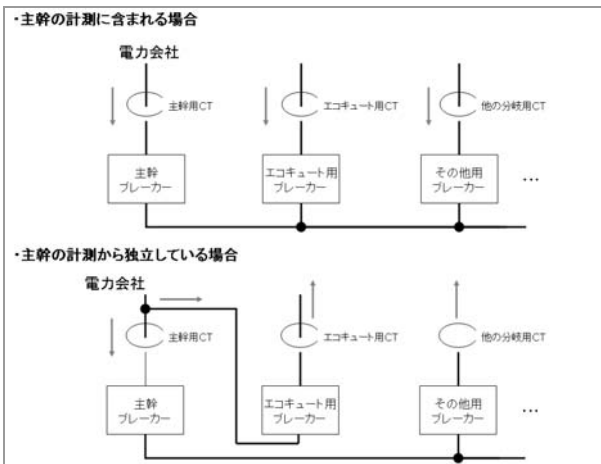 ・主幹の計測に含まれる場合
電力会社
主幹用CT
エコキュート用CT
他の分岐用CT
主幹
ブレーカー
エコキュート用
ブレーカー
その他用
ブレーカー
…
・主幹の計測から独立している場合
電力会社
主幹用CT
エコキュート用CT
他の分岐用CT
主幹
ブレーカー
エコキュート用
ブレーカー
その他用
ブレーカー
…